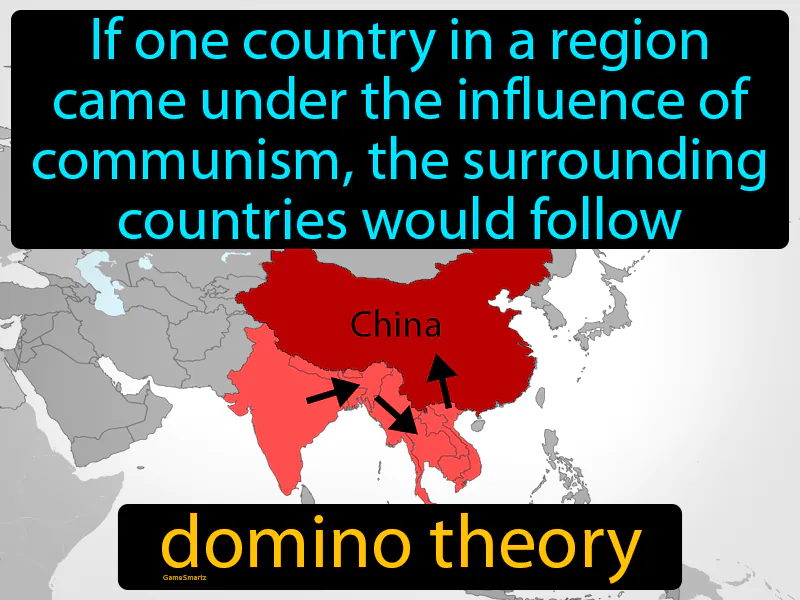 If one country in a region
came under the influence of
communism, the surrounding
countries would follow
China
domino theory
GameSmartz